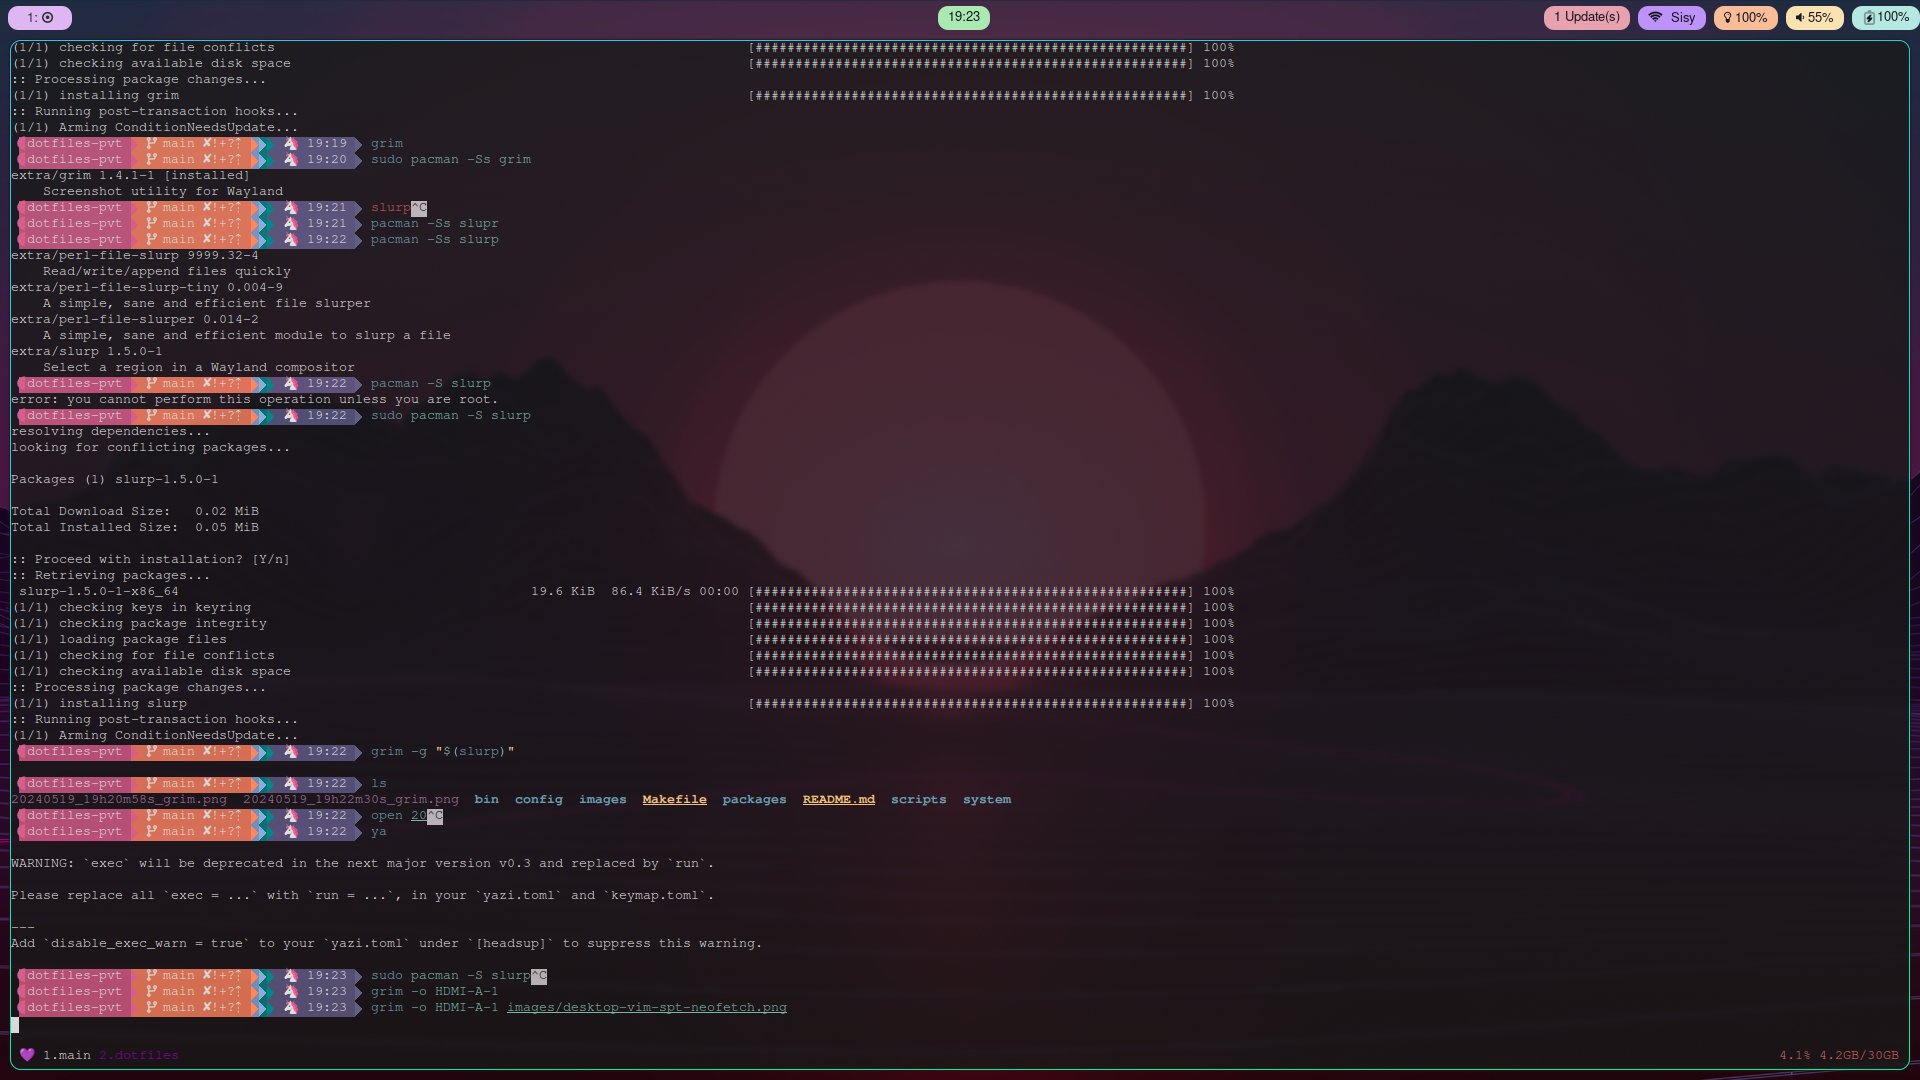 1:
19:23
1 Update(s) Sisy 100% 55% 100%
(1/1) checking for file conflicts [######################################################] 100%
(1/1) checking available disk space [######################################################] 100%
:: Processing package changes...
(1/1) installing grim [######################################################] 100%
:: Running post-transaction hooks...
(1/1) Arming ConditionNeedsUpdate...
dotfiles-pvt main ✘!+?⇡ 19:19 grim
dotfiles-pvt main ✘!+?⇡ 19:20 sudo pacman -Ss grim
extra/grim 1.4.1-1 [installed]
Screenshot utility for Wayland
dotfiles-pvt main ✘!+?⇡ 19:21 slurp^C
dotfiles-pvt main ✘!+?⇡ 19:21 pacman -Ss slupr
dotfiles-pvt main ✘!+?⇡ 19:22 pacman -Ss slurp
extra/perl-file-slurp 9999.32-4
Read/write/append files quickly
extra/perl-file-slurp-tiny 0.004-9
A simple, sane and efficient file slurper
extra/perl-file-slurper 0.014-2
A simple, sane and efficient module to slurp a file
extra/slurp 1.5.0-1
Select a region in a Wayland compositor
dotfiles-pvt main ✘!+?⇡ 19:22 pacman -S slurp
error: you cannot perform this operation unless you are root.
dotfiles-pvt main ✘!+?⇡ 19:22 sudo pacman -S slurp
resolving dependencies...
looking for conflicting packages...
Packages (1) slurp-1.5.0-1
Total Download Size: 0.02 MiB
Total Installed Size: 0.05 MiB
:: Proceed with installation? [Y/n]
:: Retrieving packages...
slurp-1.5.0-1-x86_64 19.6 KiB 86.4 KiB/s 00:00 [######################################################] 100%
(1/1) checking keys in keyring [######################################################] 100%
(1/1) checking package integrity [######################################################] 100%
(1/1) loading package files [######################################################] 100%
(1/1) checking for file conflicts [######################################################] 100%
(1/1) checking available disk space [######################################################] 100%
:: Processing package changes...
(1/1) installing slurp [######################################################] 100%
:: Running post-transaction hooks...
(1/1) Arming ConditionNeedsUpdate...
dotfiles-pvt main ✘!+?⇡ 19:22 grim -g "$(slurp)"
dotfiles-pvt main ✘!+?⇡ 19:22 ls
20240519_19h20m58s_grim.png 20240519_19h22m30s_grim.png bin config images Makefile packages README.md scripts system
dotfiles-pvt main ✘!+?⇡ 19:22 open 20^C
dotfiles-pvt main ✘!+?⇡ 19:22 ya
WARNING: `exec` will be deprecated in the next major version v0.3 and replaced by `run`.
Please replace all `exec = ...` with `run = ...`, in your `yazi.toml` and `keymap.toml`.
---
Add `disable_exec_warn = true` to your `yazi.toml` under `[headsup]` to suppress this warning.
dotfiles-pvt main ✘!+?⇡ 19:23 sudo pacman -S slurp^C
dotfiles-pvt main ✘!+?⇡ 19:23 grim -o HDMI-A-1
dotfiles-pvt main ✘!+?⇡ 19:23 grim -o HDMI-A-1 images/desktop-vim-spt-neofetch.png
1.main 2.dotfiles 4.1% 4.2GB/30GB